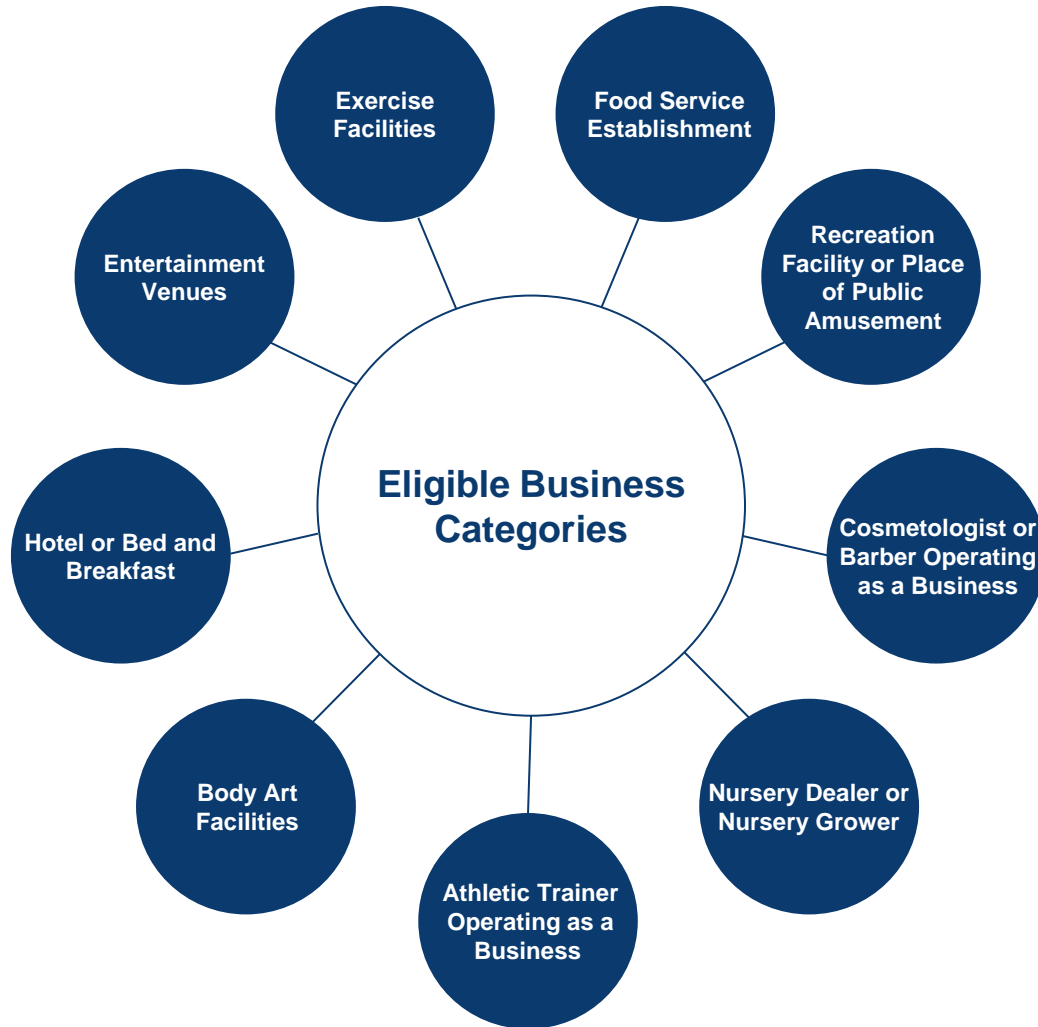 Exercise
Facilities
Food Service
Establishment
Recreation
Facility or Place
of Public
Amusement
Entertainment
Venues
Eligible Business
Categories
Hotel or Bed and
Breakfast
Cosmetologist or
Barber Operating
as a Business
Body Art
Facilities
Nursery Dealer or
Nursery Grower
Athletic Trainer
Operating as a
Business